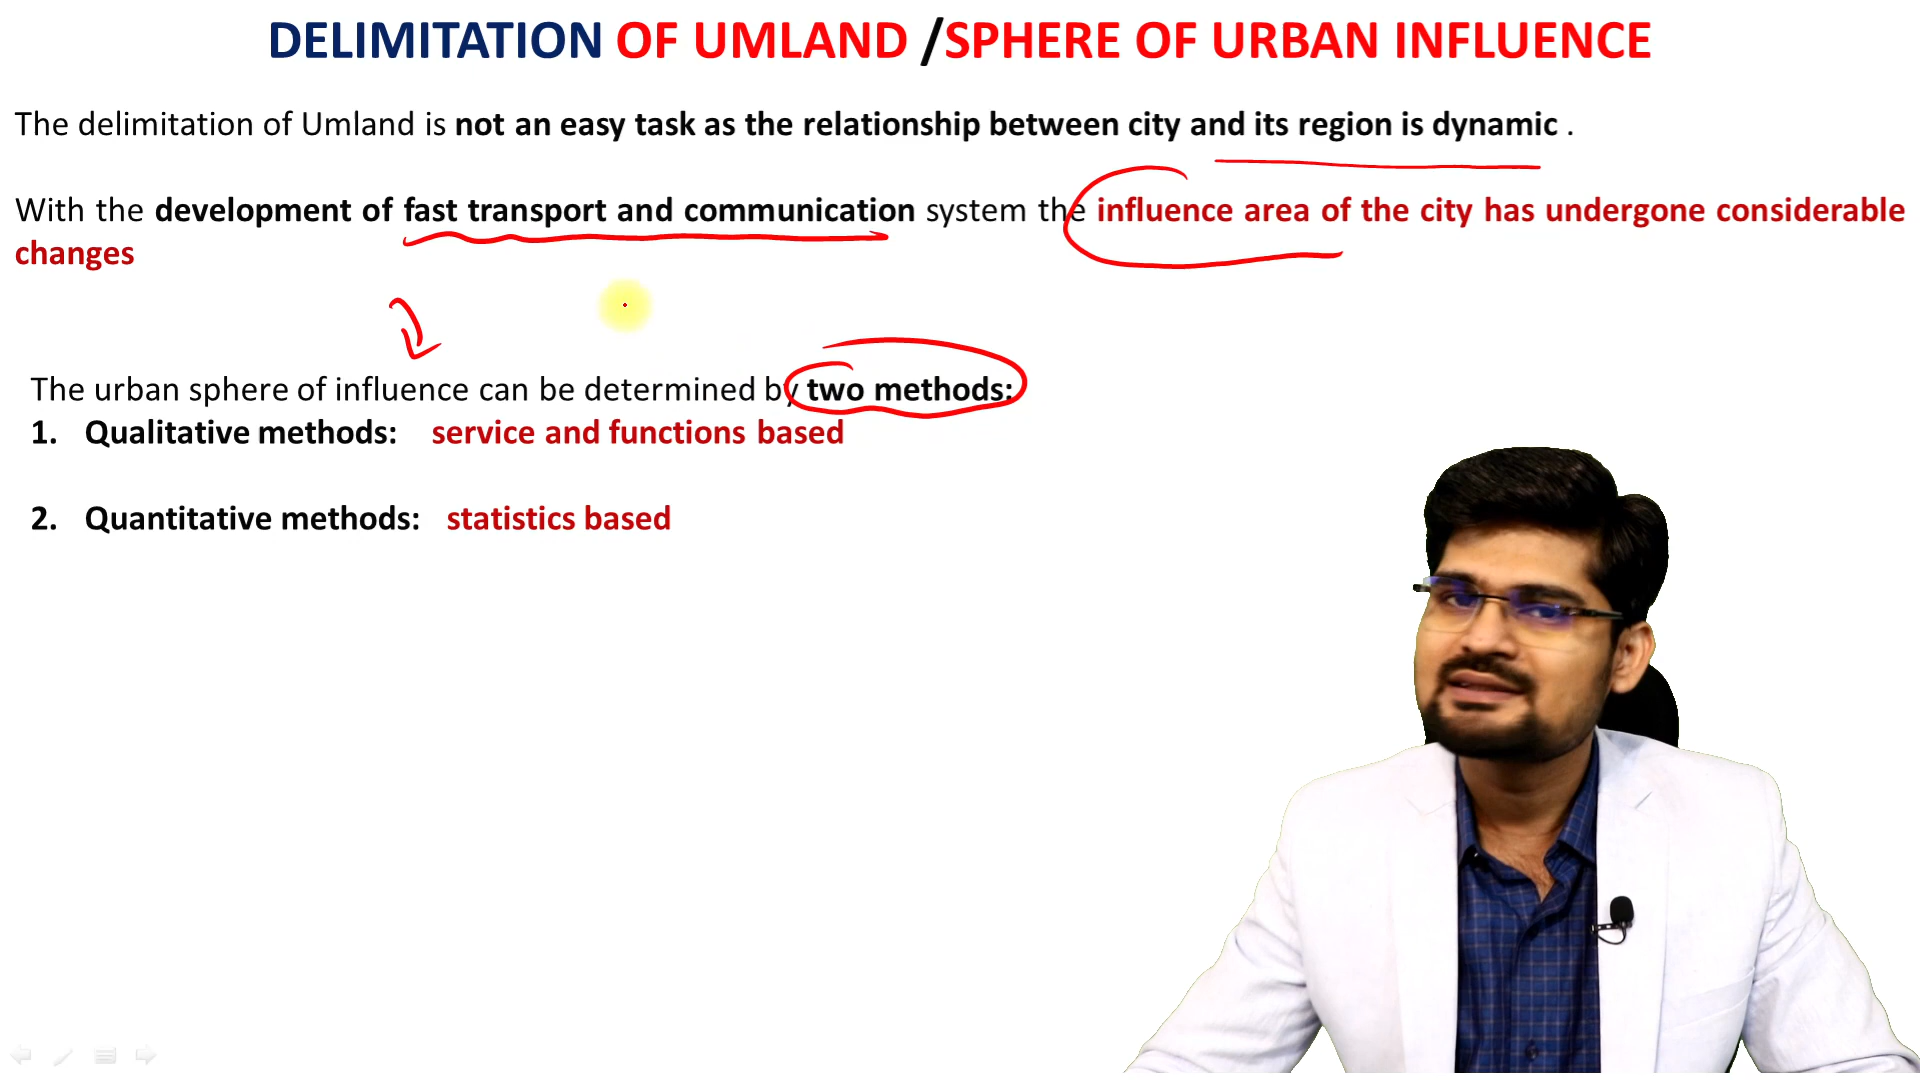 DELIMITATION OF UMLAND /SPHERE OF URBAN INFLUENCE
The delimitation of Umland is not an easy task as the relationship between city and its region is dynamic .
With the development of fast transport and communication system the influence area of the city has undergone considerable
changes
The urban sphere of influence can be determined by two methods:
1. Qualitative methods: service and functions based
2. Quantitative methods: statistics based